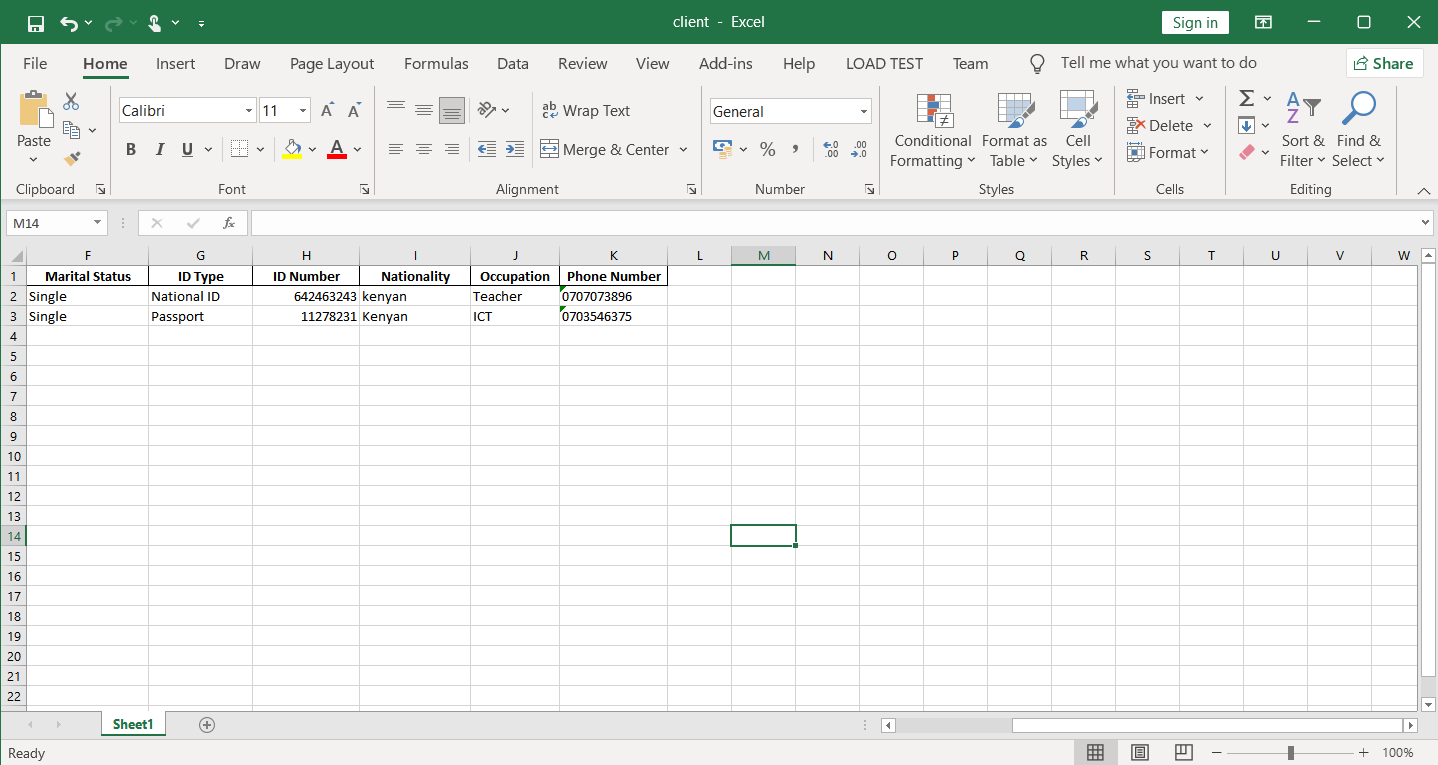 client - Excel
Sign in
File Home Insert Draw Page Layout Formulas Data Review View Add-ins Help LOAD TEST Team Tell me what you want to do Share
Paste
Calibri 11
B I U A
ab Wrap Text
Merge & Center
General
% ,
Conditional Formatting
Format as Table
Cell Styles
Insert
Delete
Format
Sort & Filter
Find & Select
Clipboard Font Alignment Number Styles Cells Editing
M14 fx
F G H I J K L M N O P Q R S T U V W
1 Marital Status ID Type ID Number Nationality Occupation Phone Number
2 Single National ID 642463243 kenyan Teacher 0707073896
3 Single Passport 11278231 Kenyan ICT 0703546375
4
5
6
7
8
9
10
11
12
13
14
15
16
17
18
19
20
21
22
Sheet1
Ready 100%